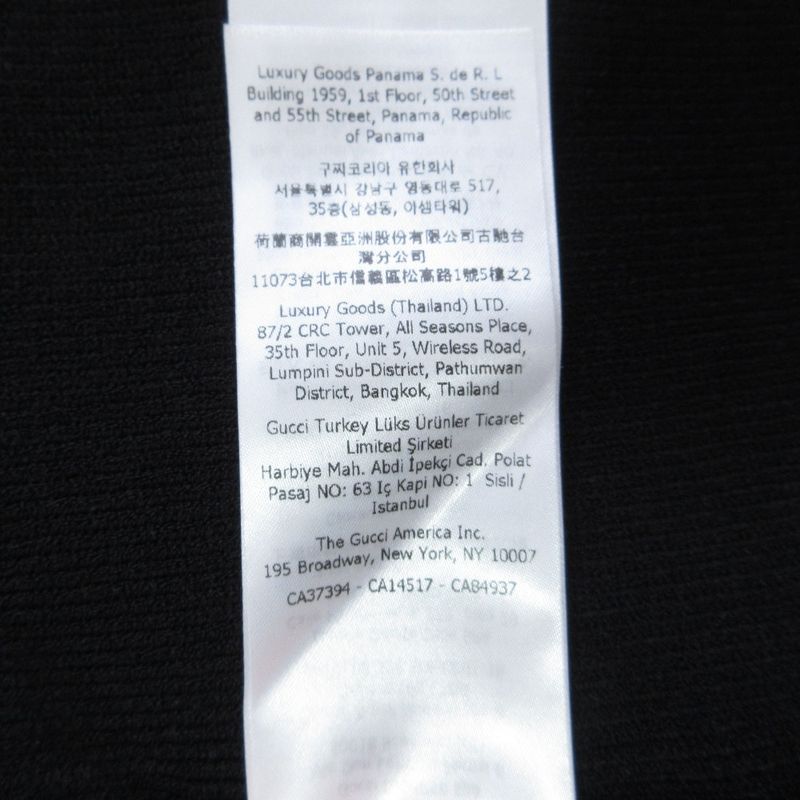 Luxury Goods Panama S. de R. L
Building 1959, 1st Floor, 50th Street
and 55th Street, Panama, Republic
of Panama
구찌코리아 유한회사
서울특별시 강남구 영동대로 517,
35층(삼성동, 아셈타워)
荷蘭商開雲亞洲股份有限公司古馳台
灣分公司
11073台北市信義區松高路1號5樓之2
Luxury Goods (Thailand) LTD.
87/2 CRC Tower, All Seasons Place,
35th Floor, Unit 5, Wireless Road,
Lumpini Sub-District, Pathumwan
District, Bangkok, Thailand
Gucci Turkey Lüks Ürünler Ticaret
Limited Şirketi
Harbiye Mah. Abdi İpekçi Cad. Polat
Pasaj NO: 63 Iç Kapi NO: 1 Sisli /
Istanbul
The Gucci America Inc.
195 Broadway, New York, NY 10007
CA37394 - CA14517 - CA84937